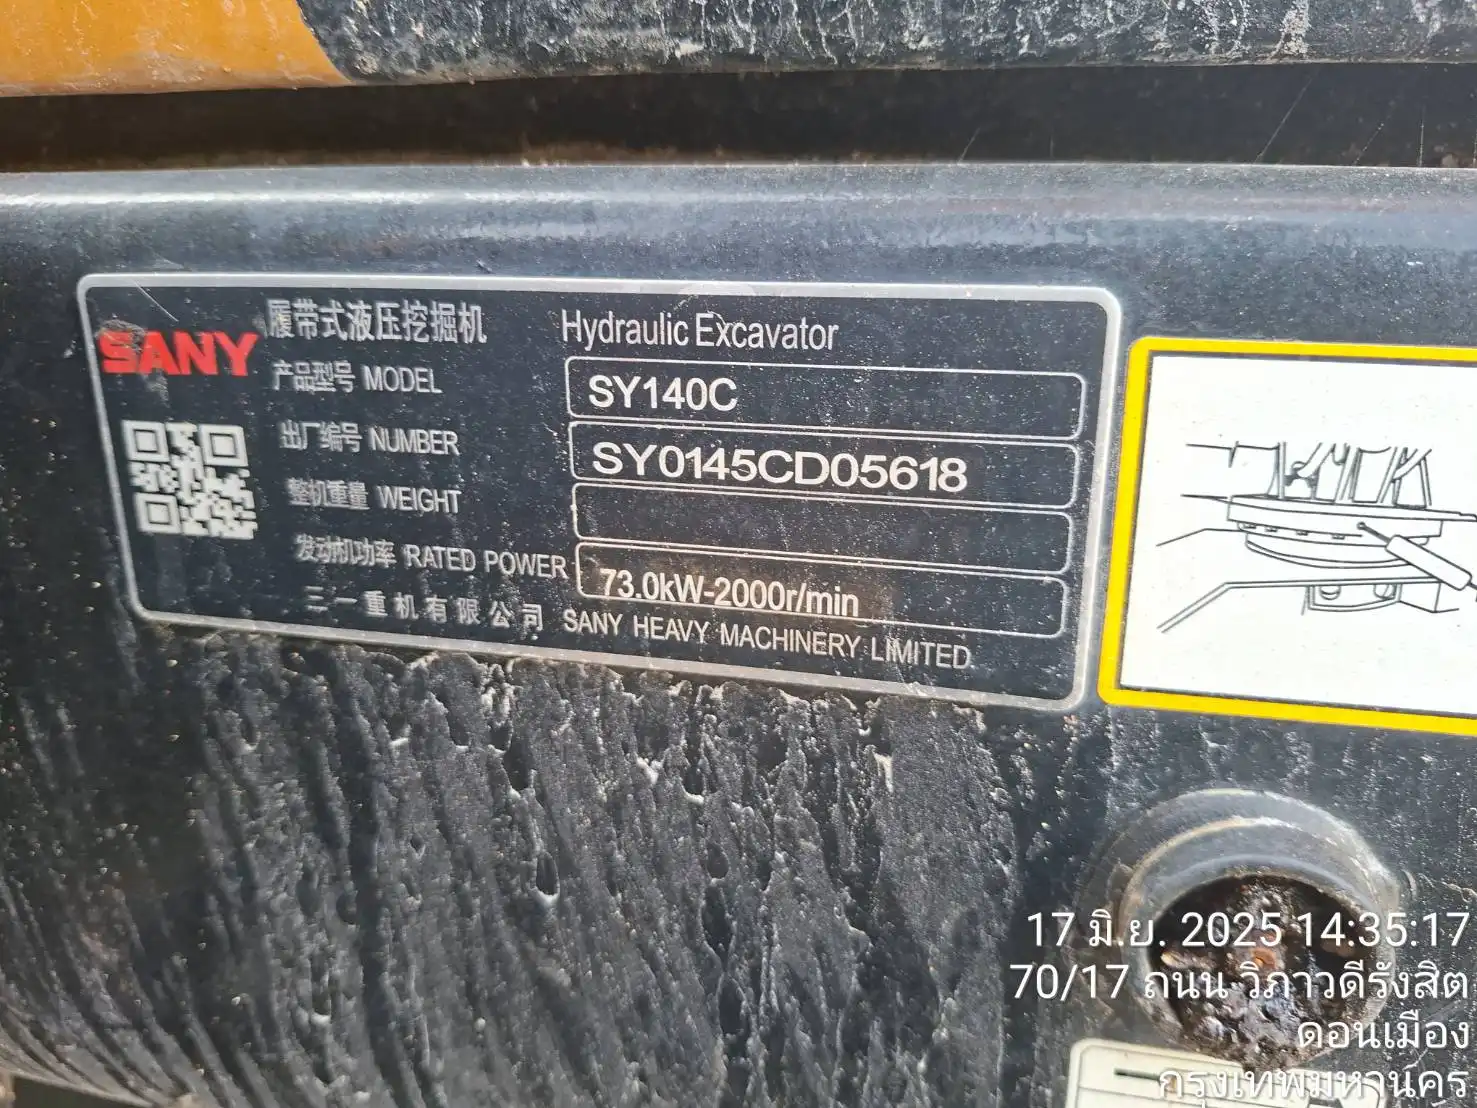 SANY
履带式液压挖掘机 Hydraulic Excavator
产品型号 MODEL SY140C
出厂编号 NUMBER SY0145CD05618
整机重量 WEIGHT
发动机功率 RATED POWER 73.0kW-2000r/min
三一重机有限公司 SANY HEAVY MACHINERY LIMITED
17 มิ.ย. 2025 14:35:17
70/17 ถนน วิภาวดีรังสิต
ดอนเมือง
กรุงเทพมหานคร